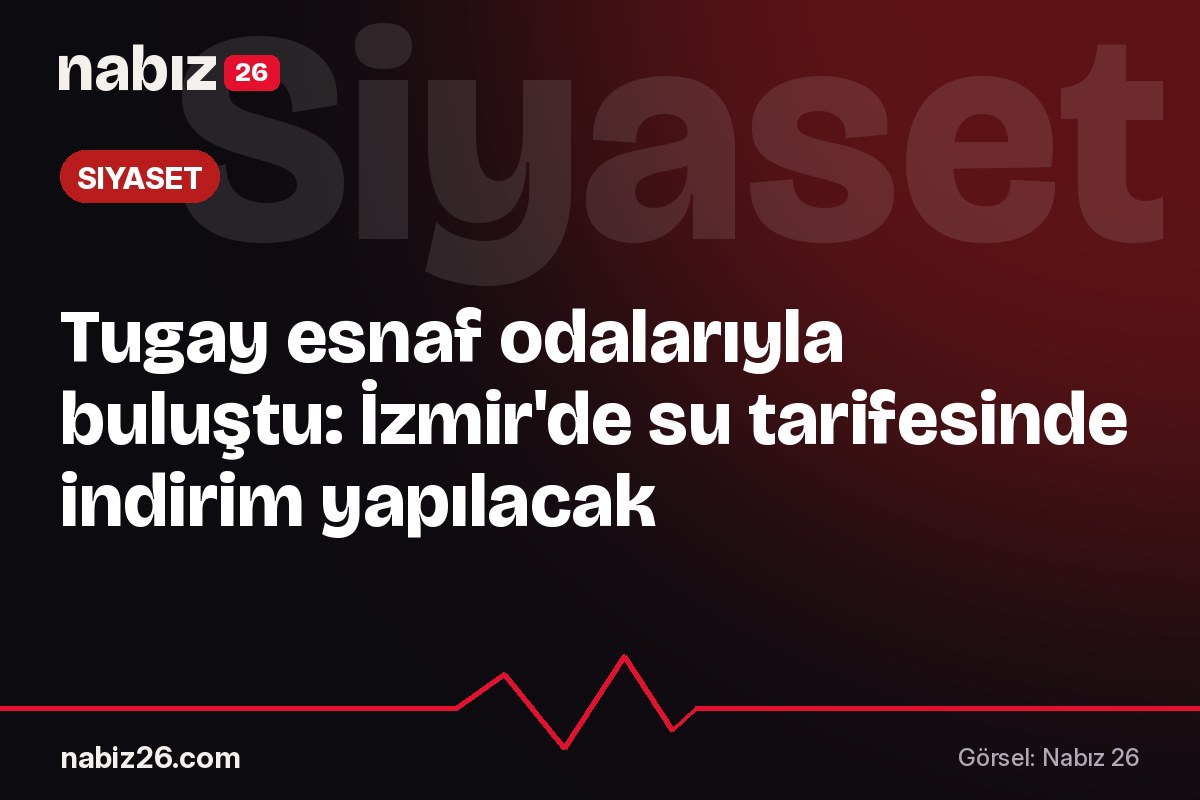 nabız 26
Siyaset
SIYASET
Tugay esnaf odalarıyla
buluştu: İzmir'de su tarifesinde
indirim yapılacak
nabiz26.com
Görsel: Nabız 26